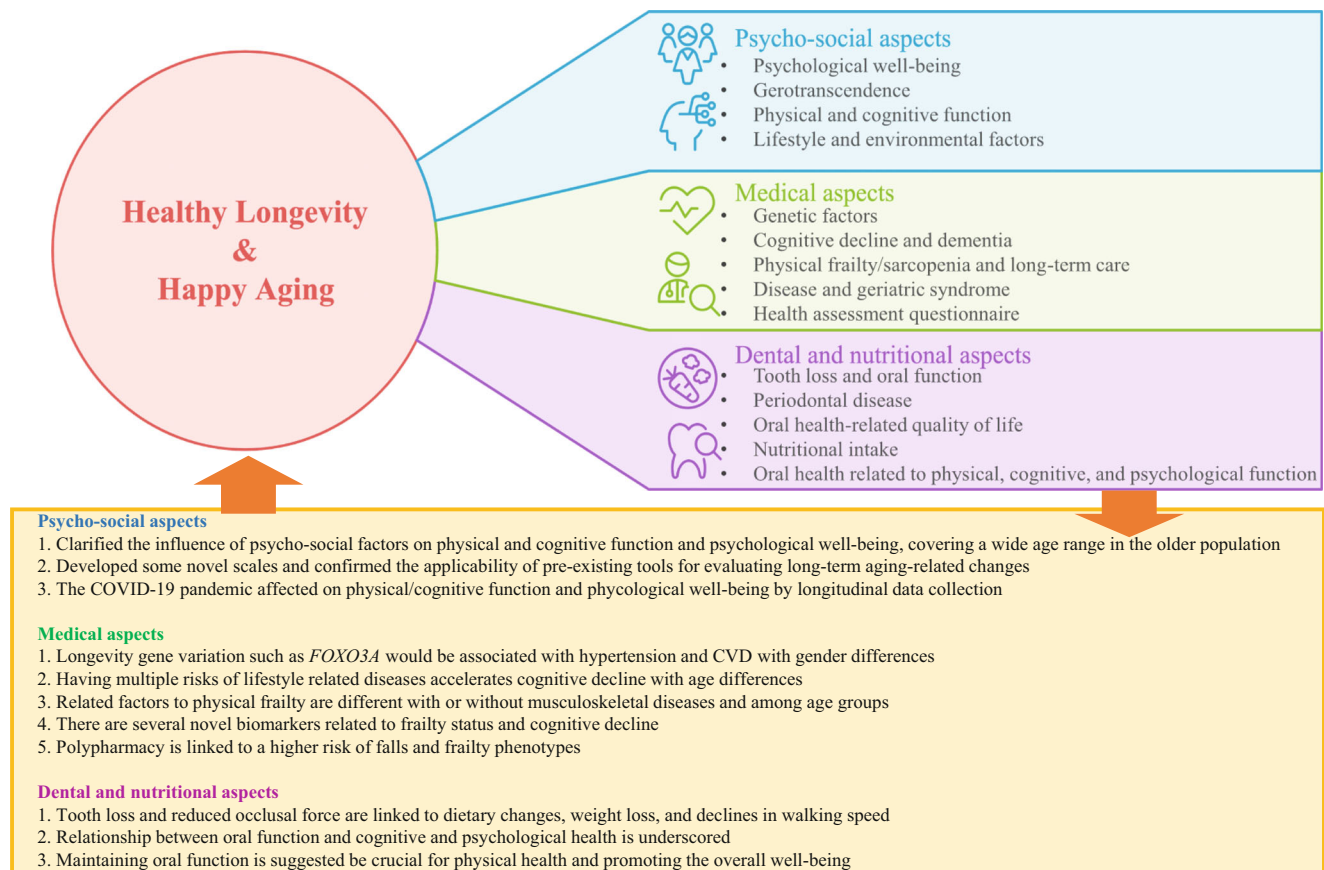 Healthy Longevity
&
Happy Aging
Psycho-social aspects
• Psychological well-being
• Gerotranscendence
• Physical and cognitive function
• Lifestyle and environmental factors
Medical aspects
• Genetic factors
• Cognitive decline and dementia
• Physical frailty/sarcopenia and long-term care
• Disease and geriatric syndrome
• Health assessment questionnaire
Dental and nutritional aspects
• Tooth loss and oral function
• Periodontal disease
• Oral health-related quality of life
• Nutritional intake
• Oral health related to physical, cognitive, and psychological function
Psycho-social aspects
1. Clarified the influence of psycho-social factors on physical and cognitive function and psychological well-being, covering a wide age range in the older population
2. Developed some novel scales and confirmed the applicability of pre-existing tools for evaluating long-term aging-related changes
3. The COVID-19 pandemic affected on physical/cognitive function and phycological well-being by longitudinal data collection
Medical aspects
1. Longevity gene variation such as FOXO3A would be associated with hypertension and CVD with gender differences
2. Having multiple risks of lifestyle related diseases accelerates cognitive decline with age differences
3. Related factors to physical frailty are different with or without musculoskeletal diseases and among age groups
4. There are several novel biomarkers related to frailty status and cognitive decline
5. Polypharmacy is linked to a higher risk of falls and frailty phenotypes
Dental and nutritional aspects
1. Tooth loss and reduced occlusal force are linked to dietary changes, weight loss, and declines in walking speed
2. Relationship between oral function and cognitive and psychological health is underscored
3. Maintaining oral function is suggested be crucial for physical health and promoting the overall well-being